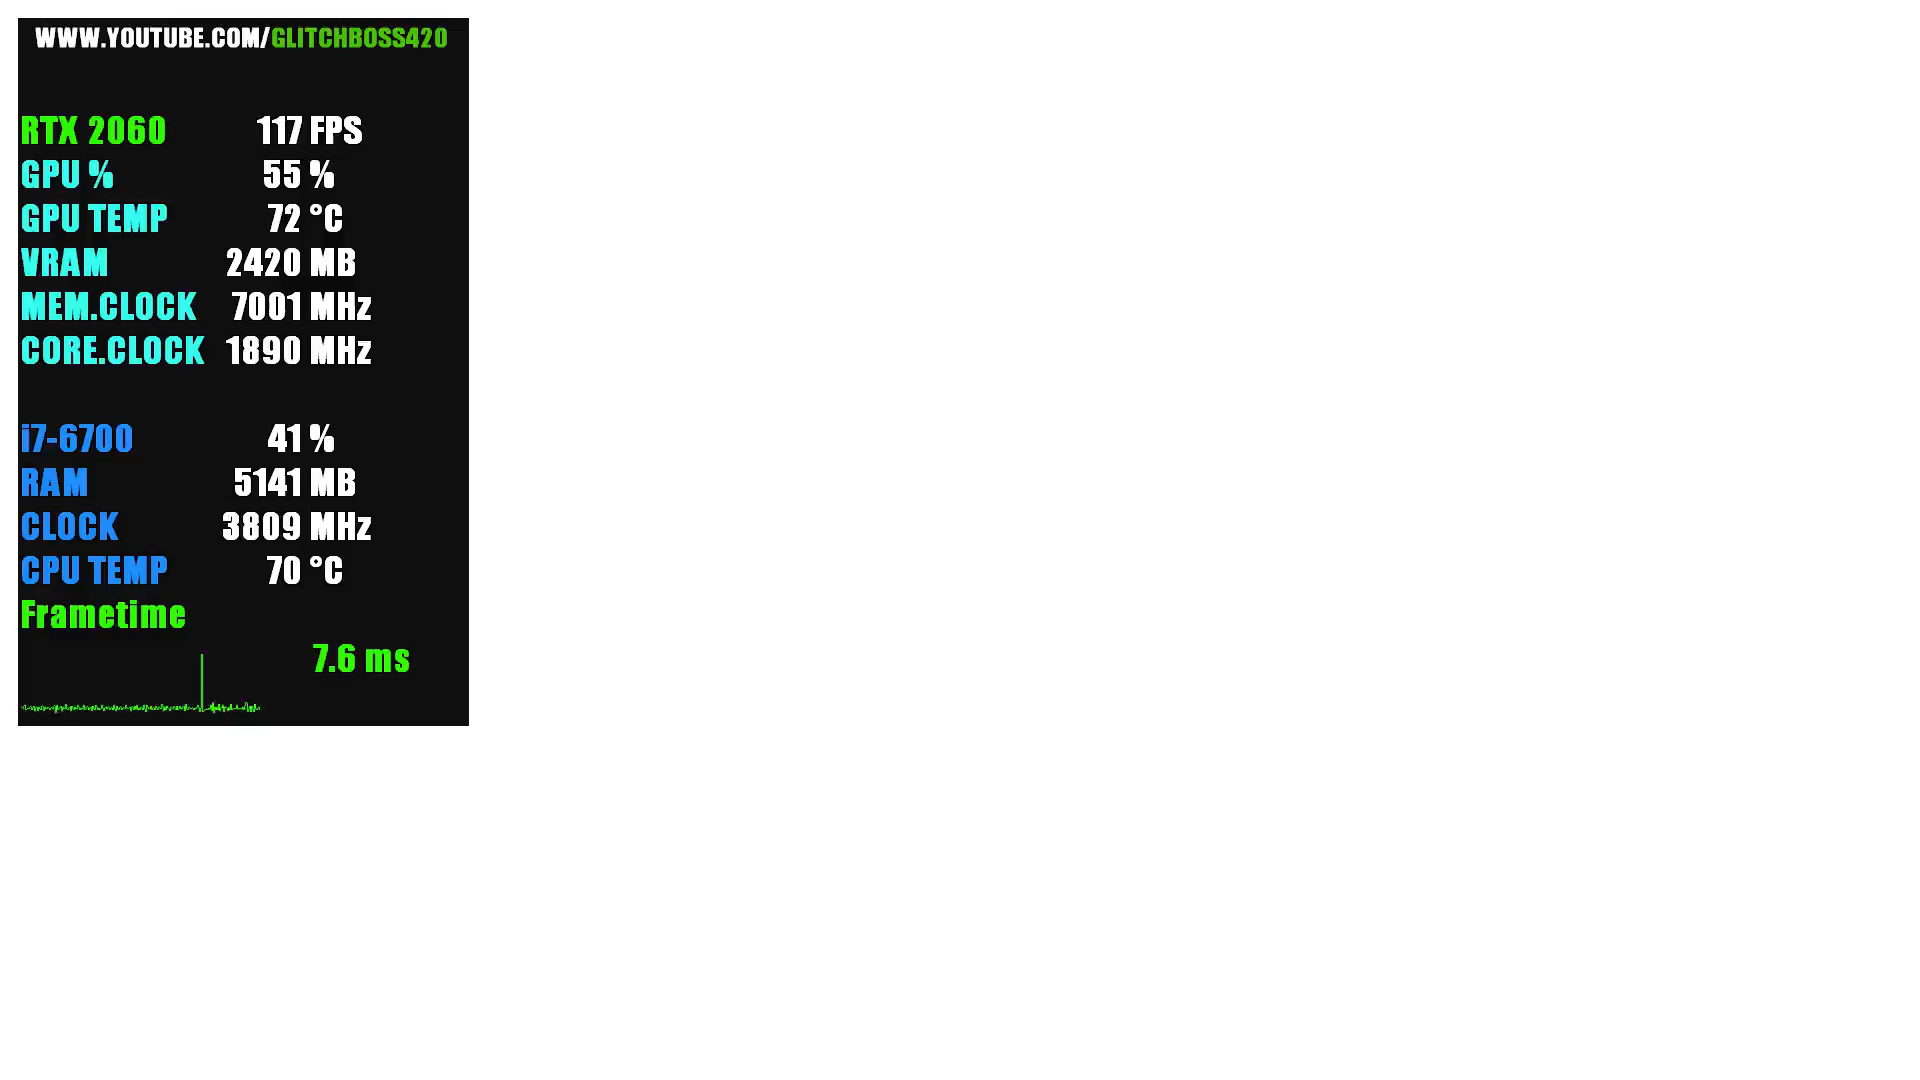 WWW.YOUTUBE.COM/GLITCHBOSS420
RTX 2060 117 FPS
GPU % 55 %
GPU TEMP 72 °C
VRAM 2420 MB
MEM.CLOCK 7001 MHz
CORE.CLOCK 1890 MHz
i7-6700 41 %
RAM 5141 MB
CLOCK 3809 MHz
CPU TEMP 70 °C
Frametime
7.6 ms